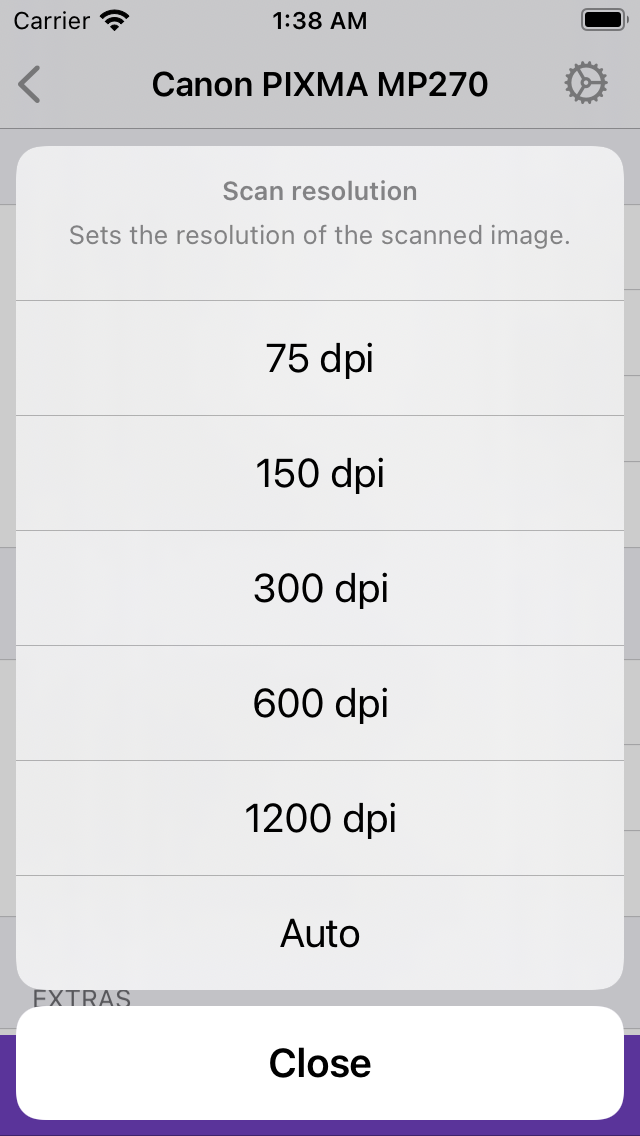 Carrier 1:38 AM
Canon PIXMA MP270
Scan resolution
Sets the resolution of the scanned image.
75 dpi
150 dpi
300 dpi
600 dpi
1200 dpi
Auto
EXTRAS
Close